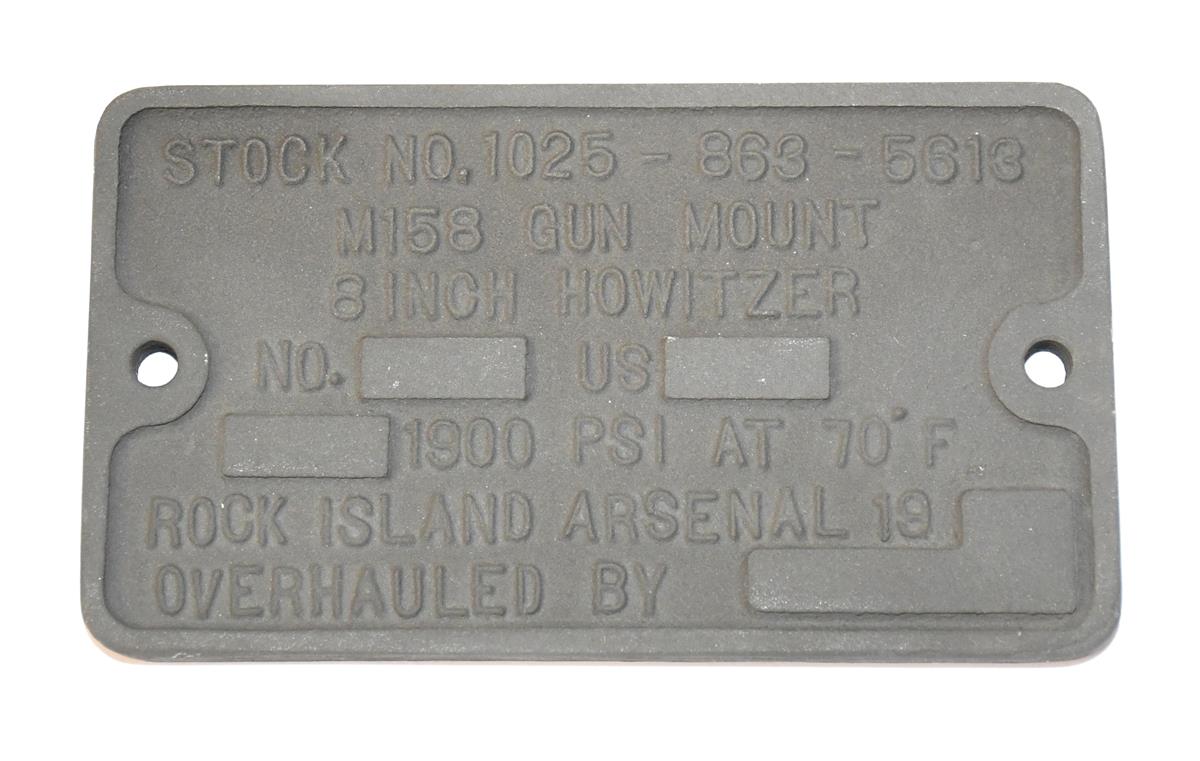 STOCK NO. 1025 - 863 - 5613
M158 GUN MOUNT
8 INCH HOWITZER
NO. US
1900 PSI AT 70° F
ROCK ISLAND ARSENAL 19
OVERHAULED BY